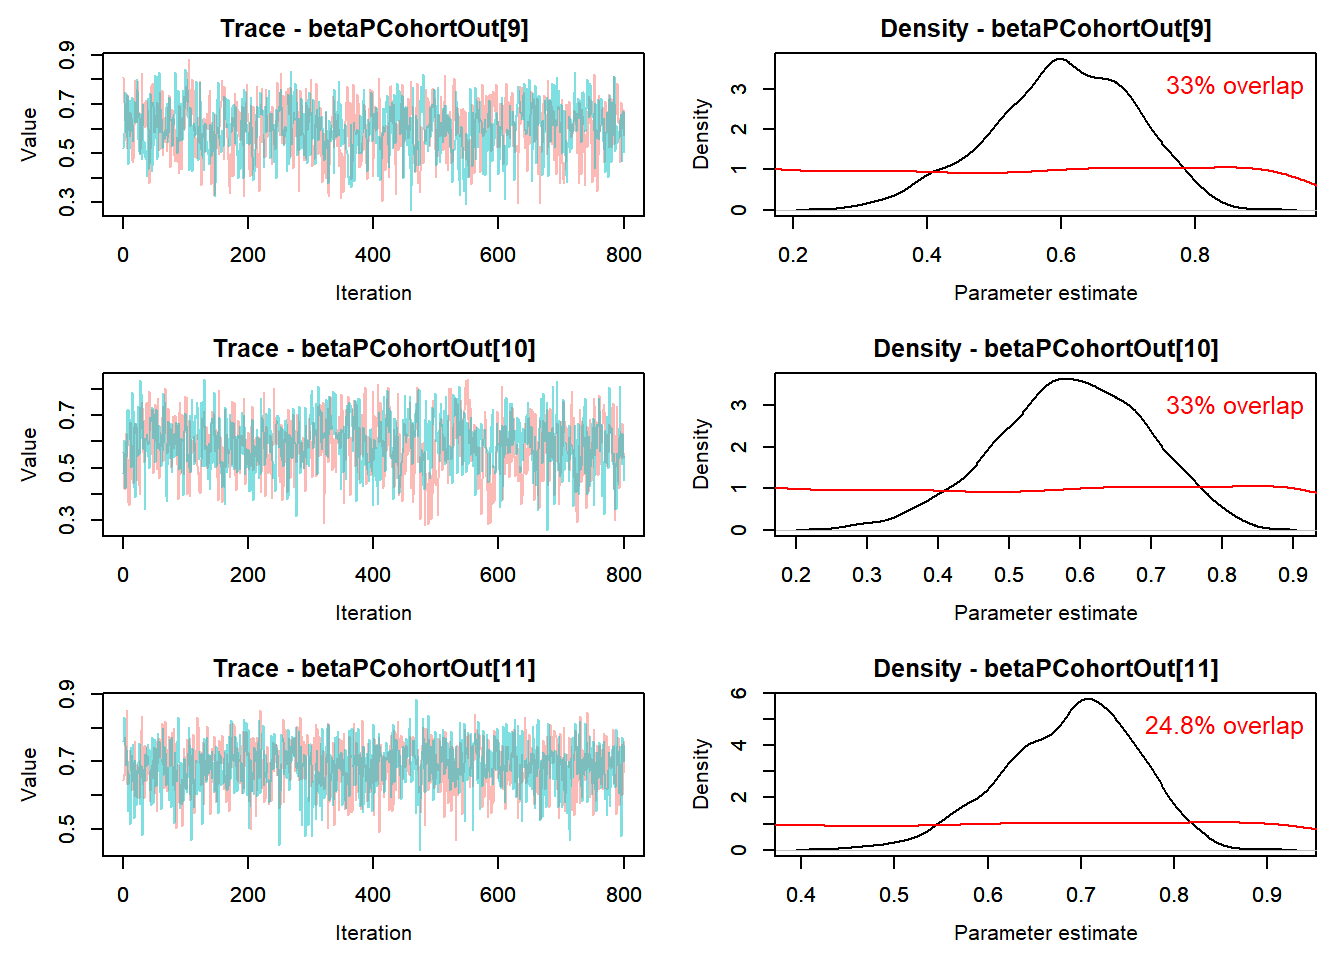 Trace - betaPCohortOut[9]
Value
0.3 0.5 0.7 0.9
0 200 400 600 800
Iteration
Density - betaPCohortOut[9]
33% overlap
Density
0 1 2 3
0.2 0.4 0.6 0.8
Parameter estimate
Trace - betaPCohortOut[10]
Value
0.3 0.5 0.7
0 200 400 600 800
Iteration
Density - betaPCohortOut[10]
33% overlap
Density
0 1 2 3
0.2 0.3 0.4 0.5 0.6 0.7 0.8 0.9
Parameter estimate
Trace - betaPCohortOut[11]
Value
0.5 0.7 0.9
0 200 400 600 800
Iteration
Density - betaPCohortOut[11]
24.8% overlap
Density
0 2 4 6
0.4 0.5 0.6 0.7 0.8 0.9
Parameter estimate